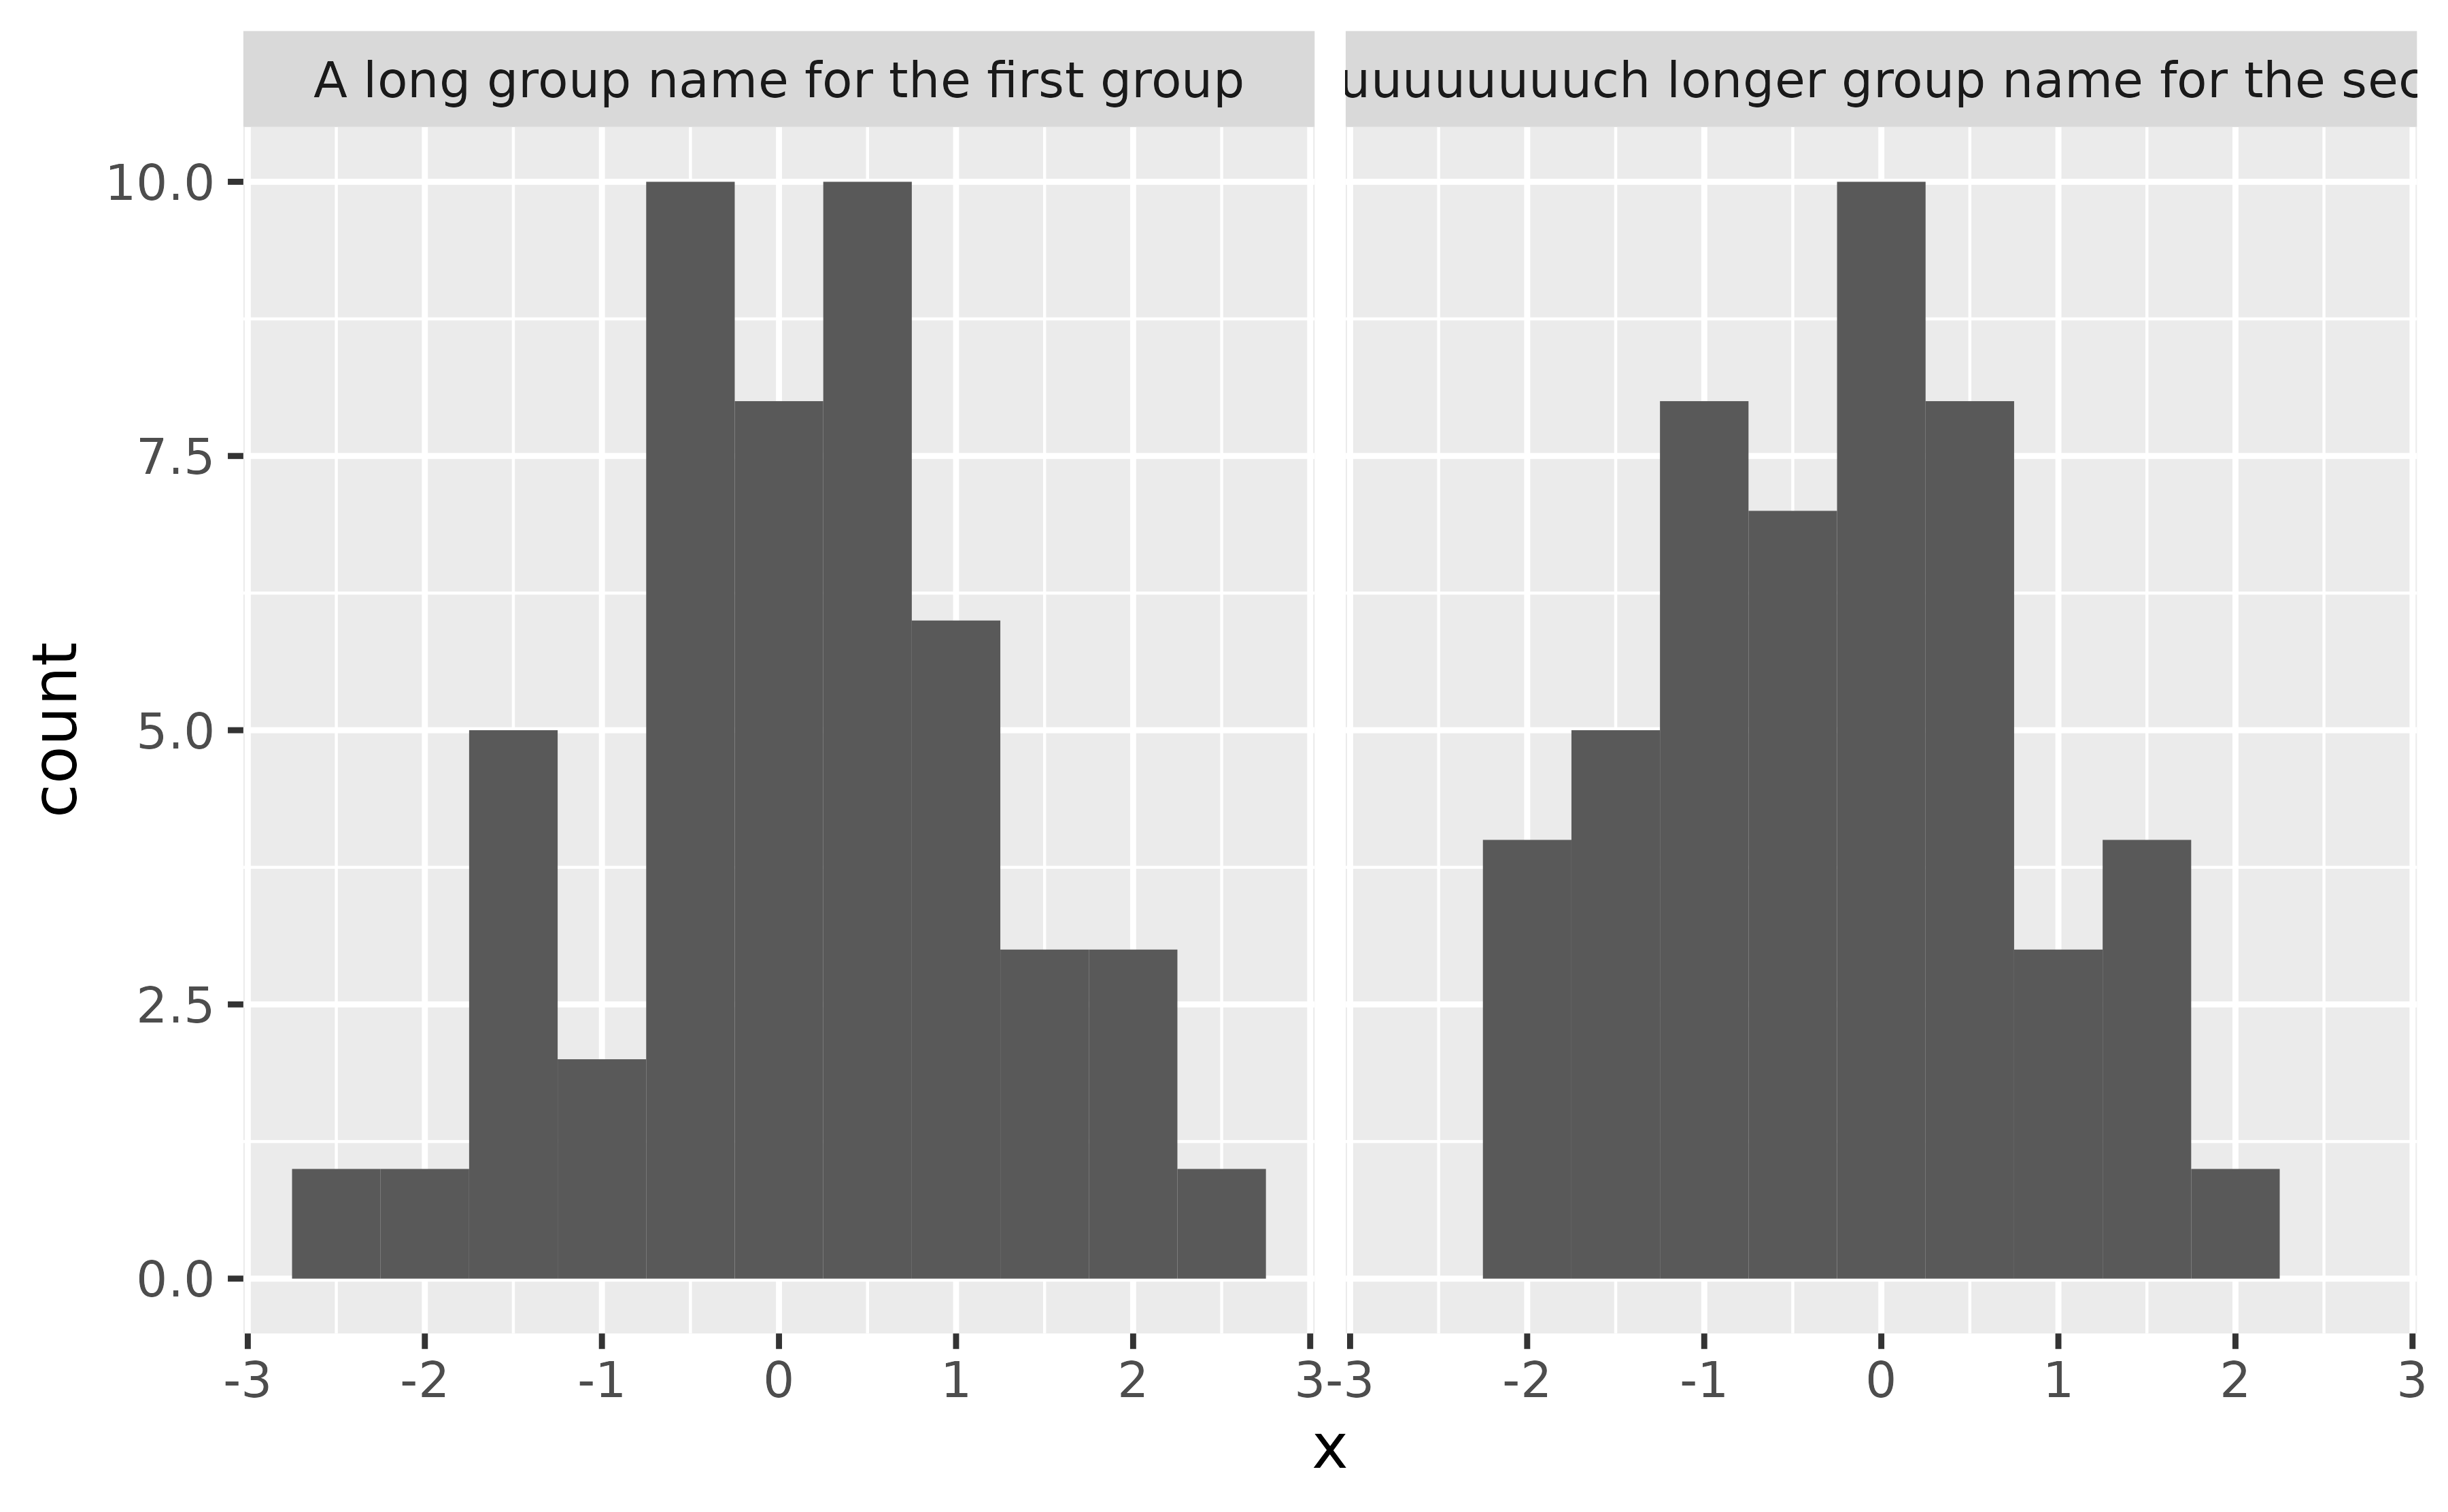 A long group name for the first group
uuuuuuuuuch longer group name for the sec
10.0
7.5
5.0
2.5
0.0
count
-3 -2 -1 0 1 2 3
-3 -2 -1 0 1 2 3
x